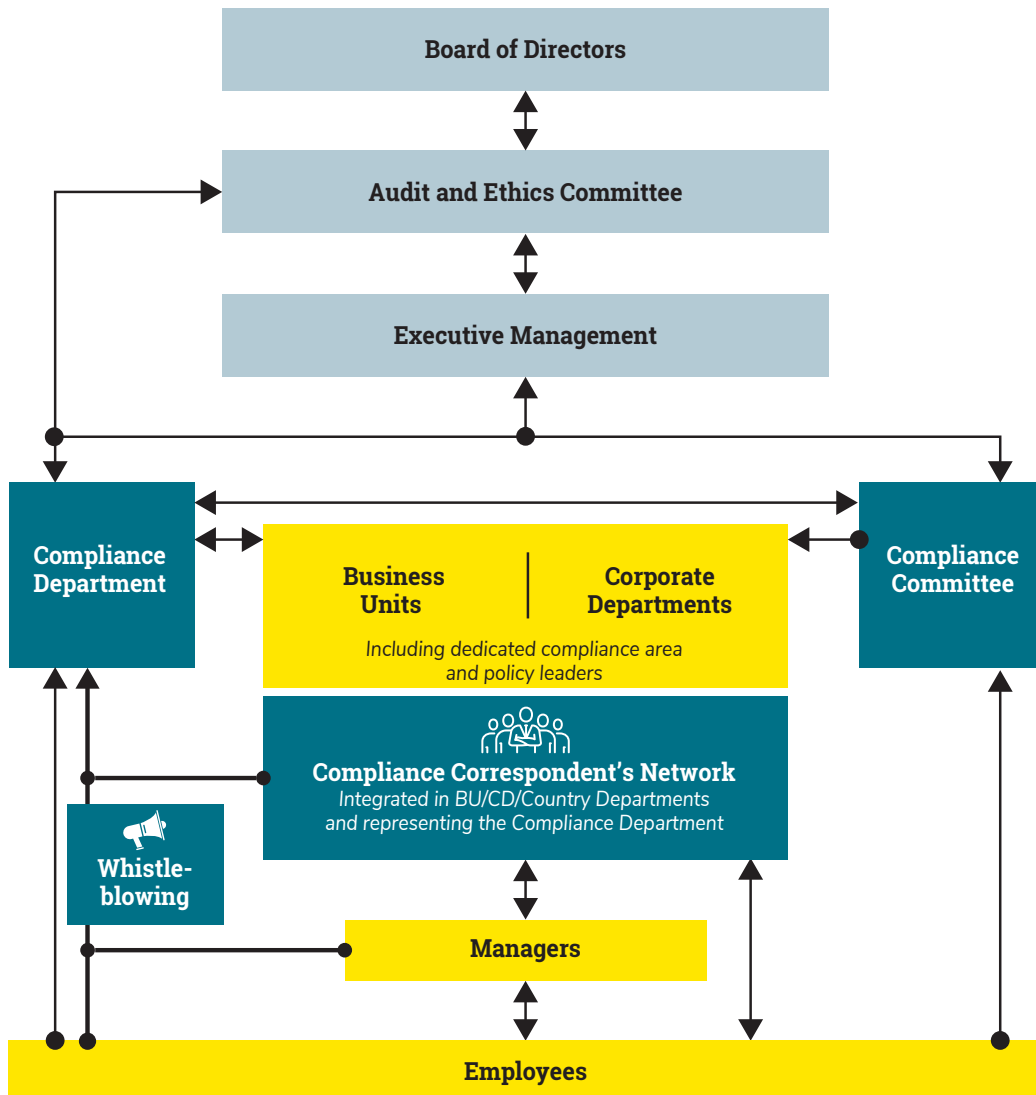 Board of Directors
Audit and Ethics Committee
Executive Management
Compliance
Department
Business
Units
Corporate
Departments
Including dedicated compliance area
and policy leaders
Compliance
Committee
Compliance Correspondent’s Network
Integrated in BU/CD/Country Departments
and representing the Compliance Department
Whistle-
blowing
Managers
Employees